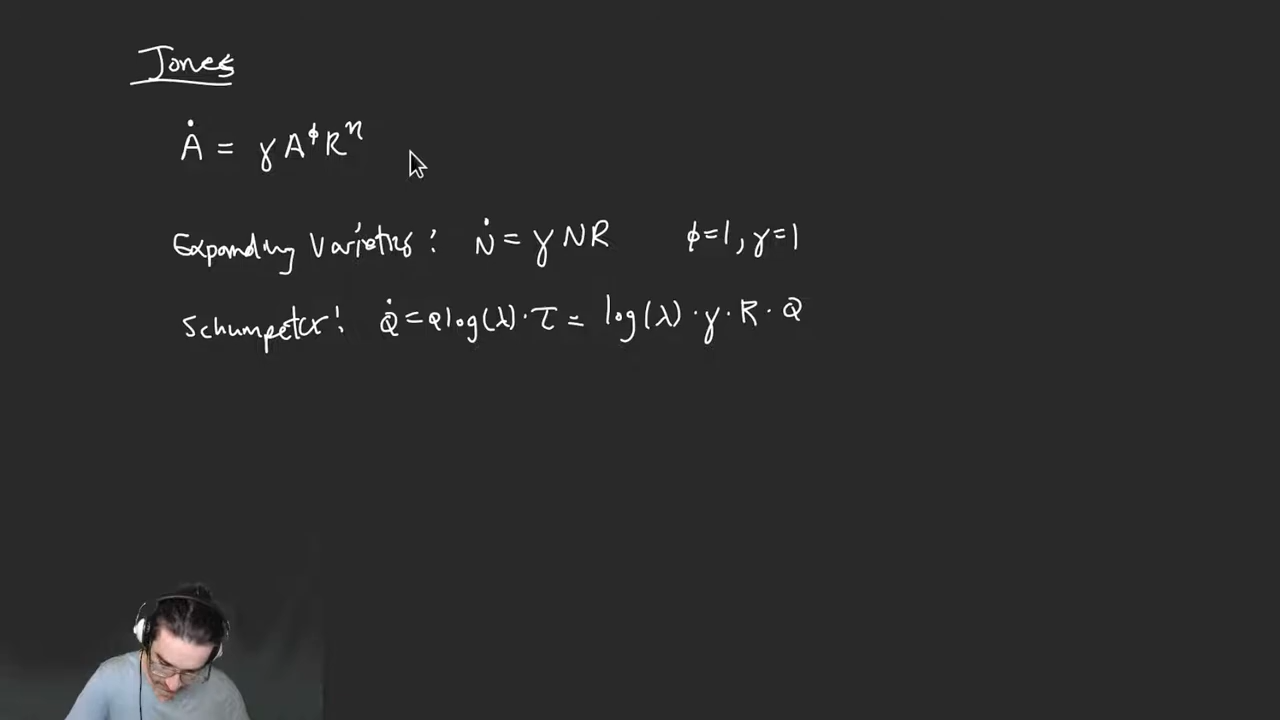 Jones
Ȧ = γ A^ϕ R^η
Expanding Varieties: Ṅ = γ N R ϕ=1, γ=1
Schumpeter: Q̇ = Q log(λ) · τ = log(λ) · γ · R · Q